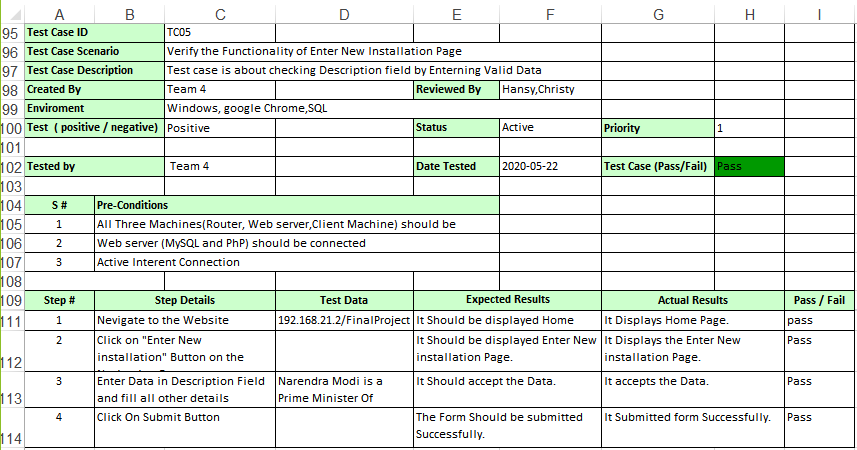 A B C D E F G H I
95 Test Case ID TC05
96 Test Case Scenario Verify the Functionality of Enter New Installation Page
97 Test Case Description Test case is about checking Description field by Enterning Valid Data
98 Created By Team 4 Reviewed By Hansy,Christy
99 Enviroment Windows, google Chrome,SQL
100 Test ( positive / negative) Positive Status Active Priority 1
101
102 Tested by Team 4 Date Tested 2020-05-22 Test Case (Pass/Fail) Pass
103
104 S # Pre-Conditions
105 1 All Three Machines(Router, Web server,Client Machine) should be
106 2 Web server (MySQL and PhP) should be connected
107 3 Active Interent Connection
108
109 Step # Step Details Test Data Expected Results Actual Results Pass / Fail
111 1 Nevigate to the Website 192.168.21.2/FinalProject It Should be displayed Home It Displays Home Page. pass
2 Click on "Enter New It Should be displayed Enter New It Displays the Enter New Pass
112 installation" Button on the installation Page. installation Page.
3 Enter Data in Description Field Narendra Modi is a It Should accept the Data. It accepts the Data. Pass
113 and fill all other details Prime Minister Of
4 Click On Submit Button The Form Should be submitted It Submitted form Successfully. Pass
114 Successfully.